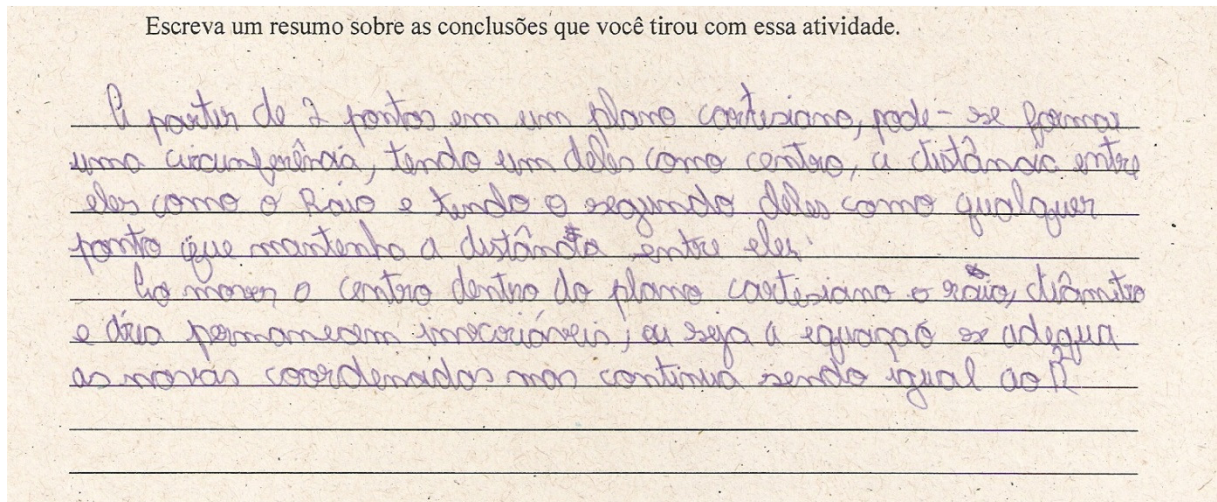 Escreva um resumo sobre as conclusões que você tirou com essa atividade.
A partir de 2 pontos em um plano cartesiano, pode-se formar
uma circunferência, tendo um deles como centro, a distância entre
eles como o Raio e tendo o segundo deles como qualquer
ponto que mantenha a distância entre eles.
Ao mover o centro dentro do plano cartesiano o raio, diâmitro
e área permanecem invariáveis, ou seja a equação se adequa
as novas coordenadas mas continua sendo igual ao R